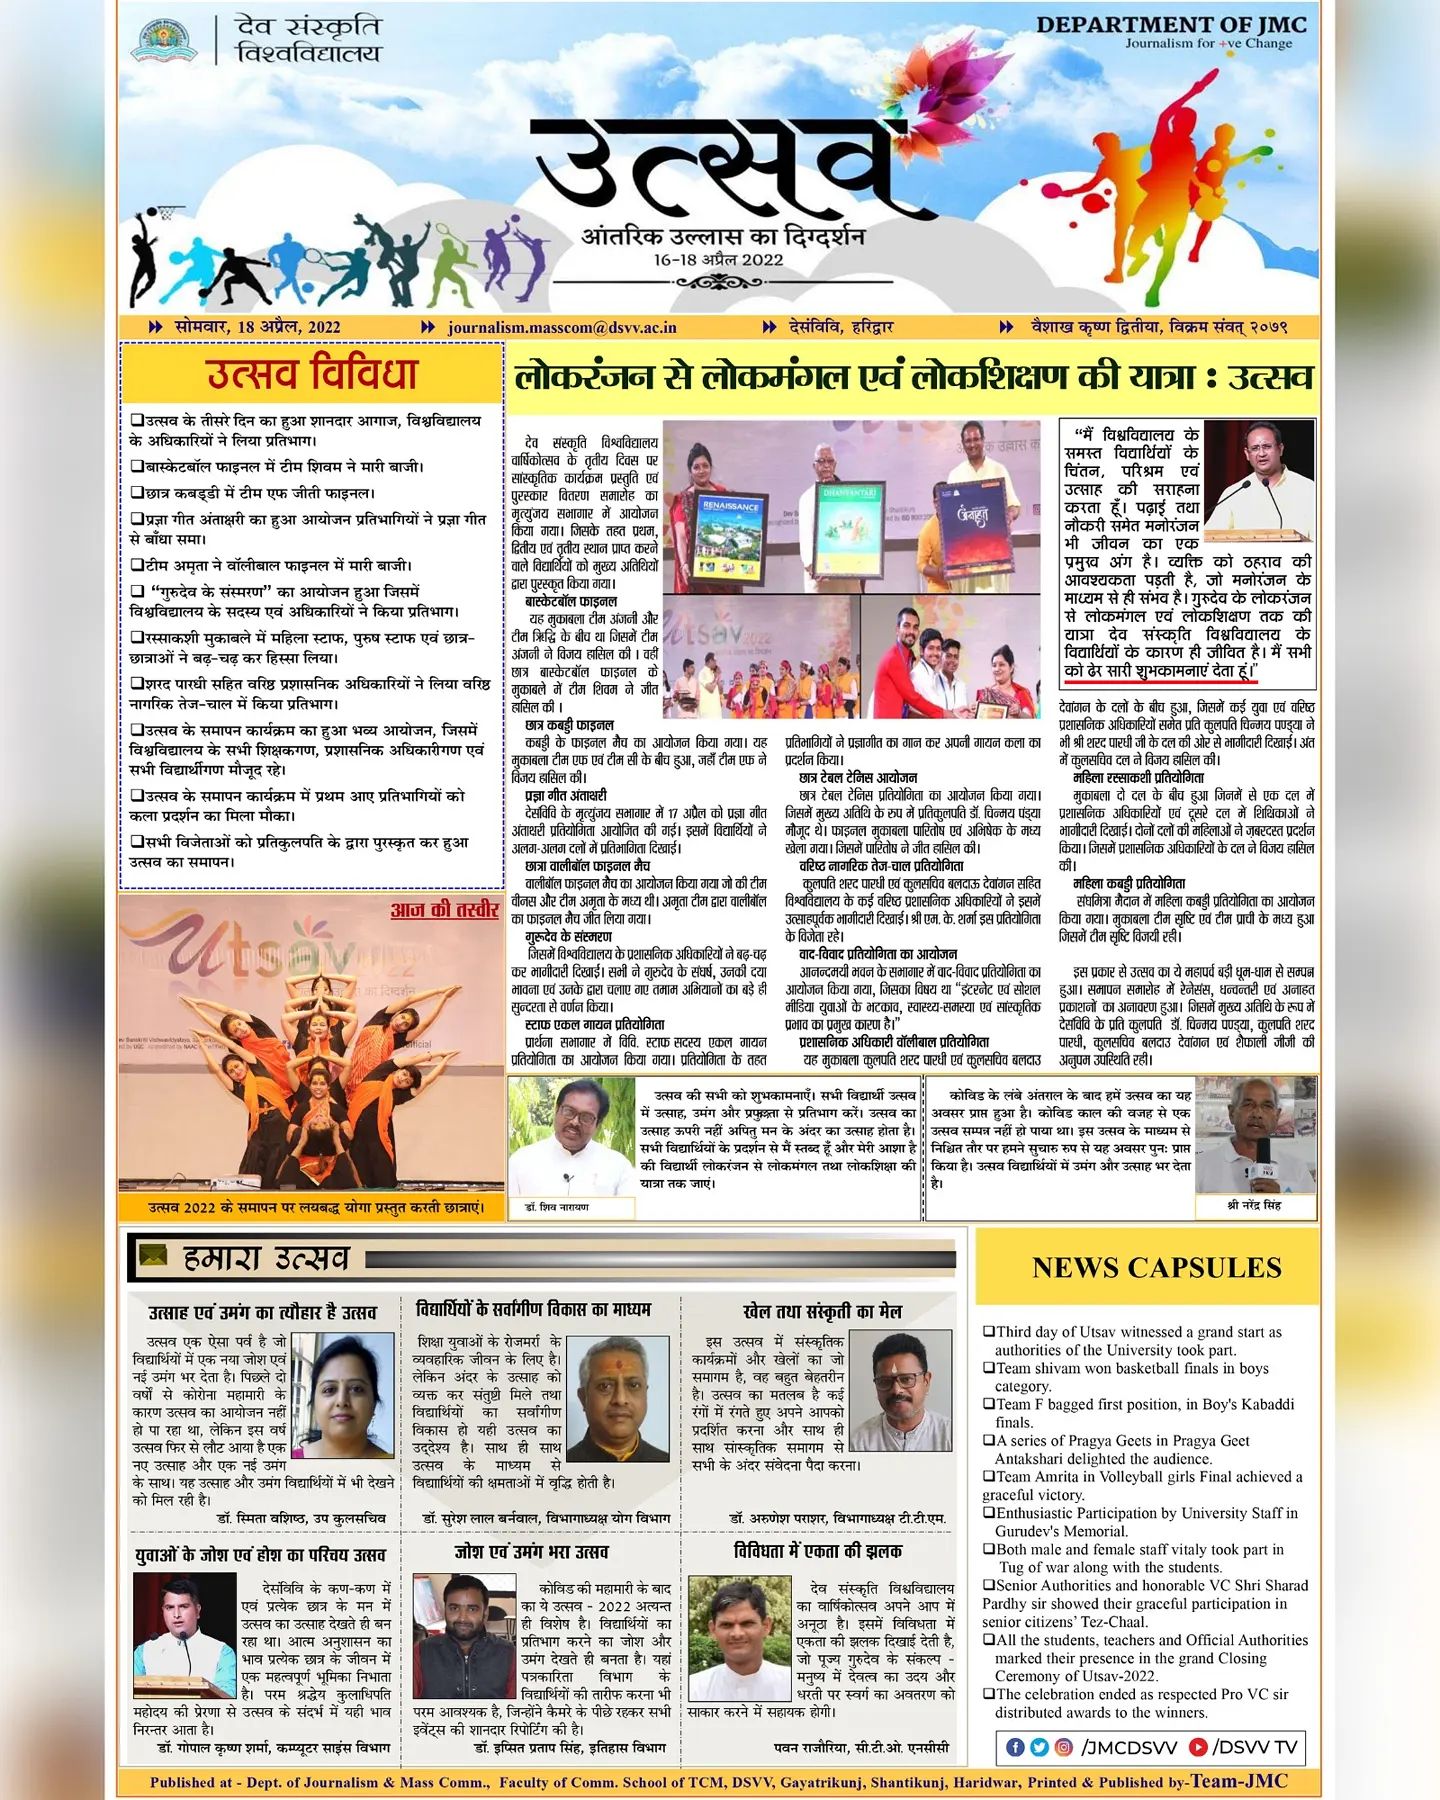 देव संस्कृति
विश्वविद्यालय
DEPARTMENT OF JMC
Journalism for +ve Change
उत्सव
आंतरिक उल्लास का दिग्दर्शन
16-18 अप्रैल 2022
सोमवार, 18 अप्रैल, 2022
journalism.masscom@dsvv.ac.in
देसंविवि, हरिद्वार
वैशाख कृष्ण द्वितीया, विक्रम संवत् २०७९
उत्सव विविधा
❑उत्सव के तीसरे दिन का हुआ शानदार आगाज, विश्वविद्यालय
के अधिकारियों ने लिया प्रतिभाग।
❑बास्केटबॉल फाइनल में टीम शिवम ने मारी बाजी।
❑छात्र कबड्डी में टीम एफ जीती फाइनल।
❑प्रज्ञा गीत अंताक्षरी का हुआ आयोजन प्रतिभागियों ने प्रज्ञा गीत
से बाँधा समा।
❑टीम अमृता ने वॉलीबाल फाइनल में मारी बाजी।
❑ “गुरुदेव के संस्मरण” का आयोजन हुआ जिसमें
विश्वविद्यालय के सदस्य एवं अधिकारियों ने किया प्रतिभाग।
❑रस्साकशी मुकाबले में महिला स्टाफ, पुरुष स्टाफ एवं छात्र-
छात्राओं ने बढ़-चढ़ कर हिस्सा लिया।
❑शरद पारधी सहित वरिष्ठ प्रशासनिक अधिकारियों ने लिया वरिष्ठ
नागरिक तेज-चाल में किया प्रतिभाग।
❑उत्सव के समापन कार्यक्रम का हुआ भव्य आयोजन, जिसमें
विश्वविद्यालय के सभी शिक्षकगण, प्रशासनिक अधिकारीगण एवं
सभी विद्यार्थीगण मौजूद रहे।
❑उत्सव के समापन कार्यक्रम में प्रथम आए प्रतिभागियों को
कला प्रदर्शन का मिला मौका।
❑सभी विजेताओं को प्रतिकुलपति के द्वारा पुरस्कृत कर हुआ
उत्सव का समापन।
आज की तस्वीर
utsav 2022
उत्सव 2022 के समापन पर लयबद्ध योगा प्रस्तुत करती छात्राएं।
लोकरंजन से लोकमंगल एवं लोकशिक्षण की यात्रा : उत्सव
देव संस्कृति विश्वविद्यालय
वार्षिकोत्सव के तृतीय दिवस पर
सांस्कृतिक कार्यक्रम प्रस्तुति एवं
पुरस्कार वितरण समारोह का
मृत्युंजय सभागार में आयोजन
किया गया। जिसके तहत प्रथम,
द्वितीय एवं तृतीय स्थान प्राप्त करने
वाले विद्यार्थियों को मुख्य अतिथियों
द्वारा पुरस्कृत किया गया।
बास्केटबॉल फाइनल
यह मुकाबला टीम अंजनी और
टीम ऋिद्धि के बीच था जिसमें टीम
अंजनी ने विजय हासिल की । वहीं
छात्र बास्केटबॉल फाइनल के
मुकाबले में टीम शिवम ने जीत
हासिल की ।
छात्र कबड्डी फाइनल
कबड्डी के फाइनल मैच का आयोजन किया गया। यह
मुकाबला टीम एफ एवं टीम सी के बीच हुआ, जहाँ टीम एफ ने
विजय हासिल की।
प्रज्ञा गीत अंताक्षरी
देसंविवि के मृत्युंजय सभागार में 17 अप्रैल को प्रज्ञा गीत
अंताक्षरी प्रतियोगिता आयोजित की गई। इसमें विद्यार्थियों ने
अलग-अलग दलों में प्रतिभागिता दिखाई।
छात्रा वालीबॉल फाइनल मैच
वालीबॉल फाइनल मैच का आयोजन किया गया जो की टीम
वीनस और टीम अमृता के मध्य थी। अमृता टीम द्वारा वालीबॉल
का फाइनल मैच जीत लिया गया।
गुरूदेव के संस्मरण
जिसमें विश्वविद्यालय के प्रशासनिक अधिकारियों ने बढ़-चढ़
कर भागीदारी दिखाई। सभी ने गुरुदेव के संघर्ष, उनकी दया
भावना एवं उनके द्वारा चलाए गए तमाम अभियानों का बड़े ही
सुन्दरता से वर्णन किया।
स्टाफ एकल गायन प्रतियोगिता
प्रार्थना सभागार में विवि. स्टाफ सदस्य एकल गायन
प्रतियोगिता का आयोजन किया गया। प्रतियोगिता के तहत
RENAISSANCE
DHANVANTARI
अनाहत
utsav 2022
प्रतिभागियों ने प्रज्ञागीत का गान कर अपनी गायन कला का
प्रदर्शन किया।
छात्र टेबल टेनिस आयोजन
छात्र टेबल टेनिस प्रतियोगिता का आयोजन किया गया।
जिसमें मुख्य अतिथि के रुप में प्रतिकुलपति डॉ. चिन्मय पंड्या
मौजूद थे। फाइनल मुकाबला पारितोष एवं अभिषेक के मध्य
खेला गया। जिसमें पारितोष ने जीत हासिल की।
वरिष्ठ नागरिक तेज-चाल प्रतियोगिता
कुलपति शरद पारधी एवं कुलसचिव बलदाऊ देवांगन सहित
विश्वविद्यालय के कई वरिष्ठ प्रशासनिक अधिकारियों ने इसमें
उत्साहपूर्वक भागीदारी दिखाई। श्री एम. के. शर्मा इस प्रतियोगिता
के विजेता रहे।
वाद-विवाद प्रतियोगिता का आयोजन
आनन्दमयी भवन के सभागार में वाद-विवाद प्रतियोगिता का
आयोजन किया गया, जिसका विषय था “इंटरनेट एवं सोशल
मीडिया युवाओं के भटकाव, स्वास्थ्य-समस्या एवं सांस्कृतिक
प्रभाव का प्रमुख कारण है।”
प्रशासनिक अधिकारी वॉलीबाल प्रतियोगिता
यह मुकाबला कुलपति शरद पारधी एवं कुलसचिव बलदाउ
“मैं विश्वविद्यालय के
समस्त विद्यार्थियों के
चिंतन, परिश्रम एवं
उत्साह की सराहना
करता हूँ। पढ़ाई तथा
नौकरी समेत मनोरंजन
भी जीवन का एक
प्रमुख अंग है। व्यक्ति को ठहराव की
आवश्यकता पड़ती है, जो मनोरंजन के
माध्यम से ही संभव है। गुरुदेव के लोकरंजन
से लोकमंगल एवं लोकशिक्षण तक की
यात्रा देव संस्कृति विश्वविद्यालय के
विद्यार्थियों के कारण ही जीवित है। मैं सभी
को ढेर सारी शुभकामनाएं देता हूं।”
देवांगन के दलों के बीच हुआ, जिसमें कई युवा एवं वरिष्ठ
प्रशासनिक अधिकारियों समेत प्रति कुलपति चिन्मय पण्ड्या ने
भी श्री शरद पारधी जी के दल की ओर से भागीदारी दिखाई। अंत
में कुलसचिव दल ने विजय हासिल की।
महिला रस्साकशी प्रतियोगिता
मुकाबला दो दल के बीच हुआ जिनमें से एक दल में
प्रशासनिक अधिकारियों एवं दूसरे दल में शिक्षिकाओं ने
भागीदारी दिखाई। दोनों दलों की महिलाओं ने ज़बरदस्त प्रदर्शन
किया। जिसमें प्रशासनिक अधिकारियों के दल ने विजय हासिल
की।
महिला कबड्डी प्रतियोगिता
संघमित्रा मैदान में महिला कबड्डी प्रतियोगिता का आयोजन
किया गया। मुकाबला टीम सृष्टि एवं टीम प्राची के मध्य हुआ
जिसमें टीम सृष्टि विजयी रही।
इस प्रकार से उत्सव का ये महापर्व बड़ी धूम-धाम से सम्पन्न
हुआ। समापन समारोह में रेनेसंस, धन्वन्तरी एवं अनाहत
प्रकाशनों का अनावरण हुआ। जिसमें मुख्य अतिथि के रूप में
देसंविवि के प्रति कुलपति डॉ. चिन्मय पण्ड्या, कुलपति शरद
पारधी, कुलसचिव बलदाउ देवांगन एवं शैफाली जीजी की
अनुपम उपस्थिति रही।
उत्सव की सभी को शुभकामनाएँ। सभी विद्यार्थी उत्सव
में उत्साह, उमंग और प्रफुल्लता से प्रतिभाग करें। उत्सव का
उत्साह ऊपरी नहीं अपितु मन के अंदर का उत्साह होता है।
सभी विद्यार्थियों के प्रदर्शन से मैं स्तब्द हूँ और मेरी आशा है
की विद्यार्थी लोकरंजन से लोकमंगल तथा लोकशिक्षा की
यात्रा तक जाएं।
डॉ. शिव नारायण
कोविड के लंबे अंतराल के बाद हमें उत्सव का यह
अवसर प्राप्त हुआ है। कोविड काल की वजह से एक
उत्सव सम्पन्न नहीं हो पाया था। इस उत्सव के माध्यम से
निश्चित तौर पर हमने सुचारु रुप से यह अवसर पुनः प्राप्त
किया है। उत्सव विद्यार्थियों में उमंग और उत्साह भर देता
है।
श्री नरेंद्र सिंह
हमारा उत्सव
उत्साह एवं उमंग का त्यौहार है उत्सव
उत्सव एक ऐसा पर्व है जो
विद्यार्थियों में एक नया जोश एवं
नई उमंग भर देता है। पिछले दो
वर्षों से कोरोना महामारी के
कारण उत्सव का आयोजन नहीं
हो पा रहा था, लेकिन इस वर्ष
उत्सव फिर से लौट आया है एक
नए उत्साह और एक नई उमंग
के साथ। यह उत्साह और उमंग विद्यार्थियों में भी देखने
को मिल रही है।
डॉ. स्मिता वशिष्ठ, उप कुलसचिव
विद्यार्थियों के सर्वांगीण विकास का माध्यम
शिक्षा युवाओं के रोजमर्रा के
व्यवहारिक जीवन के लिए है।
लेकिन अंदर के उत्साह को
व्यक्त कर संतुष्टी मिले तथा
विद्यार्थियों का सर्वांगीण
विकास हो यही उत्सव का
उद्देश्य है। साथ ही साथ
उत्सव के माध्यम से
विद्यार्थियों की क्षमताओं में वृद्धि होती है।
डॉ. सुरेश लाल बर्नवाल, विभागाध्यक्ष योग विभाग
खेल तथा संस्कृती का मेल
इस उत्सव में संस्कृतिक
कार्यक्रमों और खेलों का जो
समागम है, वह बहुत बेहतरीन
है। उत्सव का मतलब है कई
रंगों में रंगते हुए अपने आपको
प्रदर्शित करना और साथ ही
साथ सांस्कृतिक समागम से
सभी के अंदर संवेदना पैदा करना।
डॉ. अरुणेश पराशर, विभागाध्यक्ष टी.टी.एम.
युवाओं के जोश एवं होश का परिचय उत्सव
देसंविवि के कण-कण में
एवं प्रत्येक छात्र के मन में
उत्सव का उत्साह देखते ही बन
रहा था। आत्म अनुशासन का
भाव प्रत्येक छात्र के जीवन में
एक महत्वपूर्ण भूमिका निभाता
है। परम श्रद्धेय कुलाधिपति
महोदय की प्रेरणा से उत्सव के संदर्भ में यही भाव
निरन्तर आता है।
डॉ. गोपाल कृष्ण शर्मा, कम्प्यूटर साइंस विभाग
जोश एवं उमंग भरा उत्सव
कोविड की महामारी के बाद
का ये उत्सव - 2022 अत्यन्त
ही विशेष है। विद्यार्थियों का
प्रतिभाग करने का जोश और
उमंग देखते ही बनता है। यहां
पत्रकारिता विभाग के
विद्यार्थियों की तारीफ करना भी
परम आवश्यक है, जिन्होंने कैमरे के पीछे रहकर सभी
इवेंट्स की शानदार रिपोर्टिंग की है।
डॉ. इप्सित प्रताप सिंह, इतिहास विभाग
विविधता में एकता की झलक
देव संस्कृति विश्वविद्यालय
का वार्षिकोत्सव अपने आप में
अनूठा है। इसमें विविधता में
एकता की झलक दिखाई देती है,
जो पूज्य गुरुदेव के संकल्प -
मनुष्य में देवत्व का उदय और
धरती पर स्वर्ग का अवतरण को
साकार करने में सहायक होगी।
पवन राजौरिया, सी.टी.ओ. एनसीसी
NEWS CAPSULES
❑Third day of Utsav witnessed a grand start as
authorities of the University took part.
❑Team shivam won basketball finals in boys
category.
❑Team F bagged first position, in Boy's Kabaddi
finals.
❑A series of Pragya Geets in Pragya Geet
Antakshari delighted the audience.
❑Team Amrita in Volleyball girls Final achieved a
graceful victory.
❑Enthusiastic Participation by University Staff in
Gurudev's Memorial.
❑Both male and female staff vitaly took part in
Tug of war along with the students.
❑Senior Authorities and honorable VC Shri Sharad
Pardhy sir showed their graceful participation in
senior citizens’ Tez-Chaal.
❑All the students, teachers and Official Authorities
marked their presence in the grand Closing
Ceremony of Utsav-2022.
❑The celebration ended as respected Pro VC sir
distributed awards to the winners.
/JMCDSVV
/DSVV TV
Published at - Dept. of Journalism & Mass Comm., Faculty of Comm. School of TCM, DSVV, Gayatrikunj, Shantikunj, Haridwar, Printed & Published by-Team-JMC